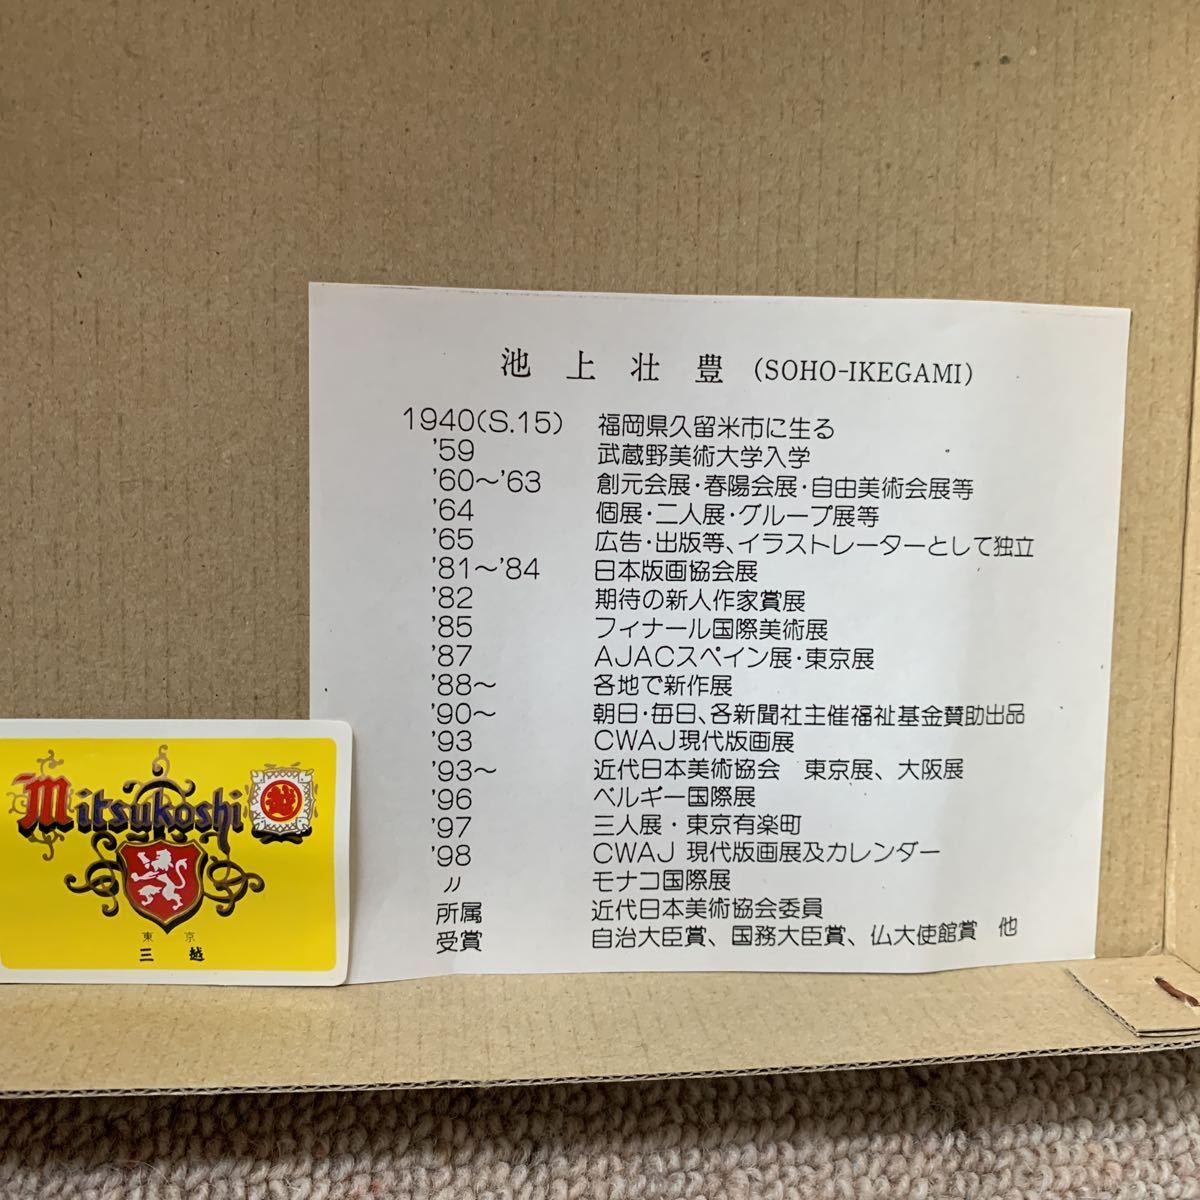 池上壮豊 (SOHO-IKEGAMI)
1940(S.15) 福岡県久留米市に生る
'59 武蔵野美術大学入学
'60～'63 創元会展・春陽会展・自由美術会展等
'64 個展・二人展・グループ展等
'65 広告・出版等、イラストレーターとして独立
'81～'84 日本版画協会展
'82 期待の新人作家賞展
'85 フィナール国際美術展
'87 AJACスペイン展・東京展
'88～ 各地で新作展
'90～ 朝日・毎日、各新聞社主催福祉基金賛助出品
'93 CWAJ現代版画展
'93～ 近代日本美術協会 東京展、大阪展
'96 ベルギー国際展
'97 三人展・東京有楽町
'98 CWAJ 現代版画展及カレンダー
〃 モナコ国際展
所属 近代日本美術協会委員
受賞 自治大臣賞、国務大臣賞、仏大使館賞 他
Mitsukoshi
越
東京
三越